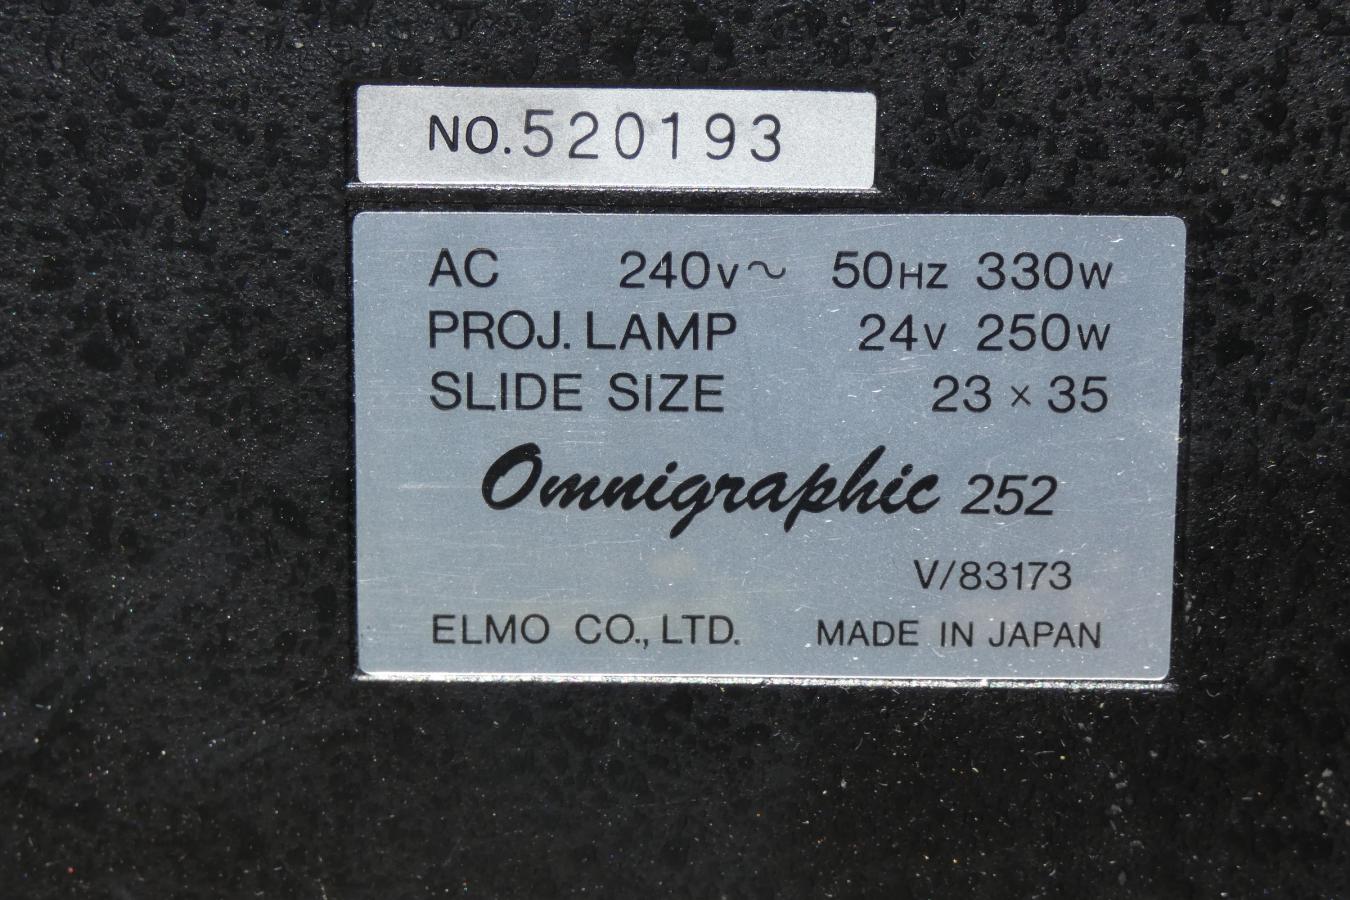 NO.520193
AC 240V~ 50HZ 330W
PROJ. LAMP 24V 250W
SLIDE SIZE 23 × 35
Omnigraphic 252
V/83173
ELMO CO., LTD. MADE IN JAPAN